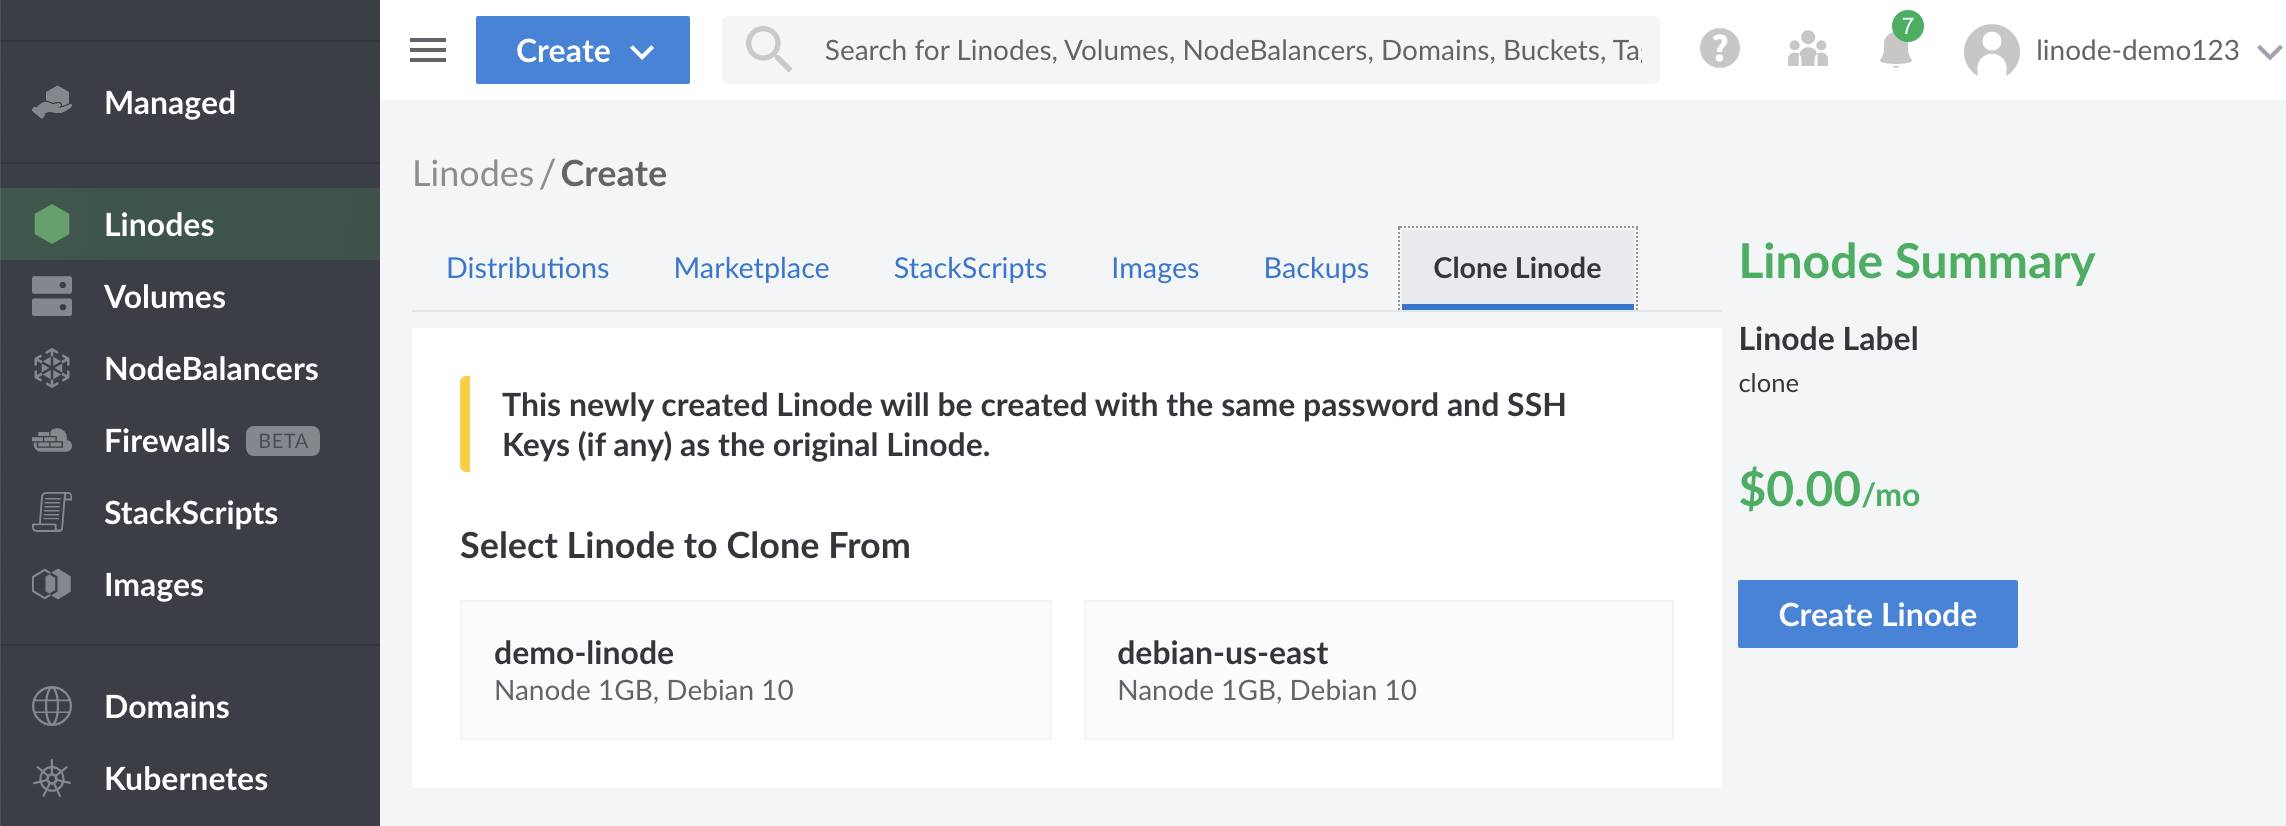 Managed
Linodes
Volumes
NodeBalancers
Firewalls BETA
StackScripts
Images
Domains
Kubernetes
Create
Search for Linodes, Volumes, NodeBalancers, Domains, Buckets, Ta
?
7
linode-demo123
Linodes / Create
Distributions Marketplace StackScripts Images Backups Clone Linode
This newly created Linode will be created with the same password and SSH
Keys (if any) as the original Linode.
Select Linode to Clone From
demo-linode
Nanode 1GB, Debian 10
debian-us-east
Nanode 1GB, Debian 10
Linode Summary
Linode Label
clone
$0.00/mo
Create Linode